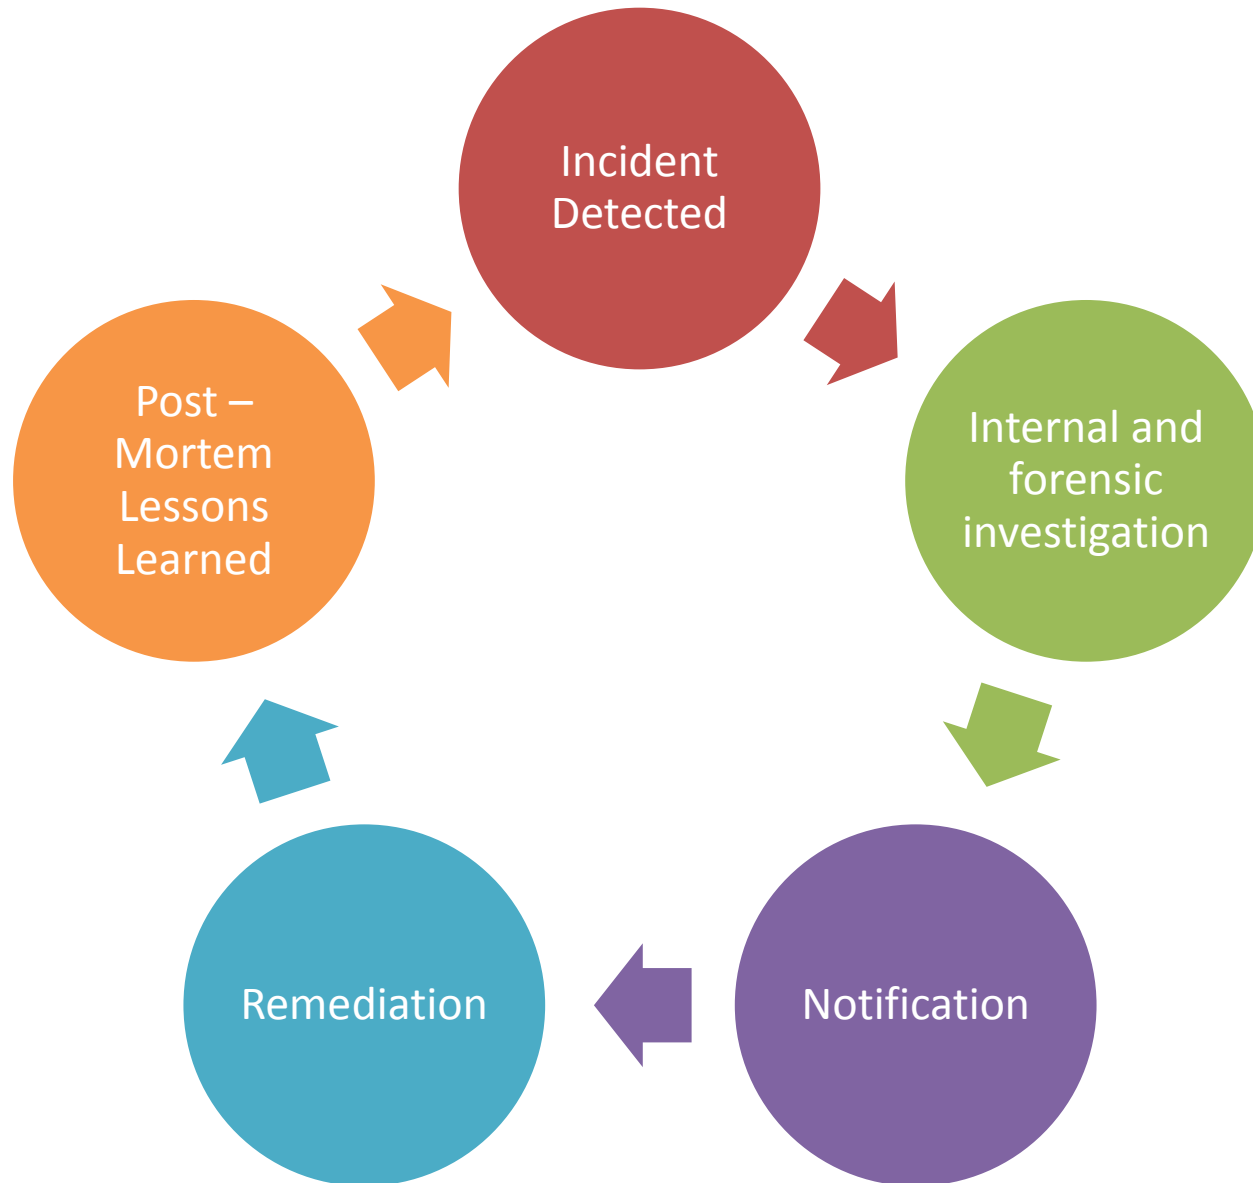 Incident
Detected
Internal and
forensic
investigation
Notification
Remediation
Post –
Mortem
Lessons
Learned